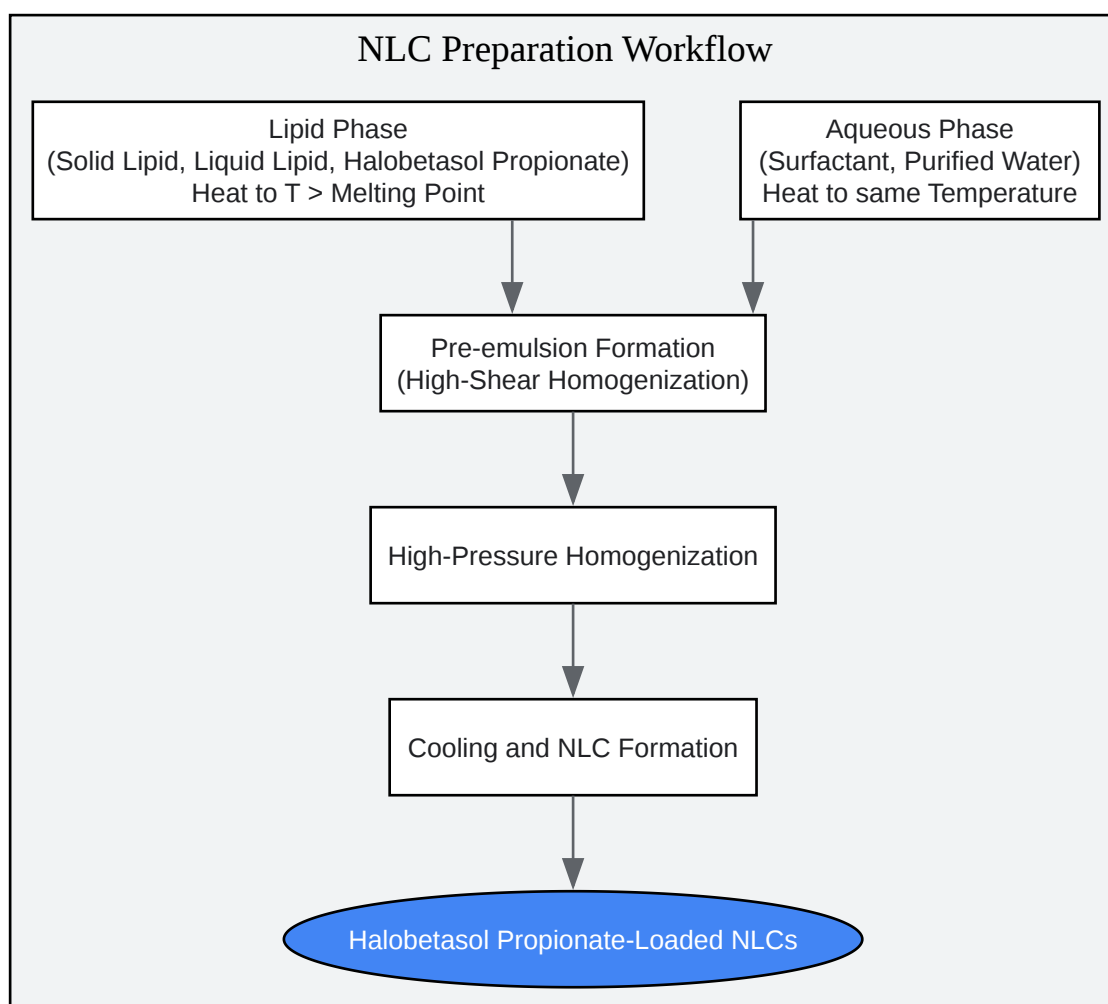 NLC Preparation Workflow
Lipid Phase
(Solid Lipid, Liquid Lipid, Halobetasol Propionate)
Heat to T > Melting Point
Aqueous Phase
(Surfactant, Purified Water)
Heat to same Temperature
Pre-emulsion Formation
(High-Shear Homogenization)
High-Pressure Homogenization
Cooling and NLC Formation
Halobetasol Propionate-Loaded NLCs